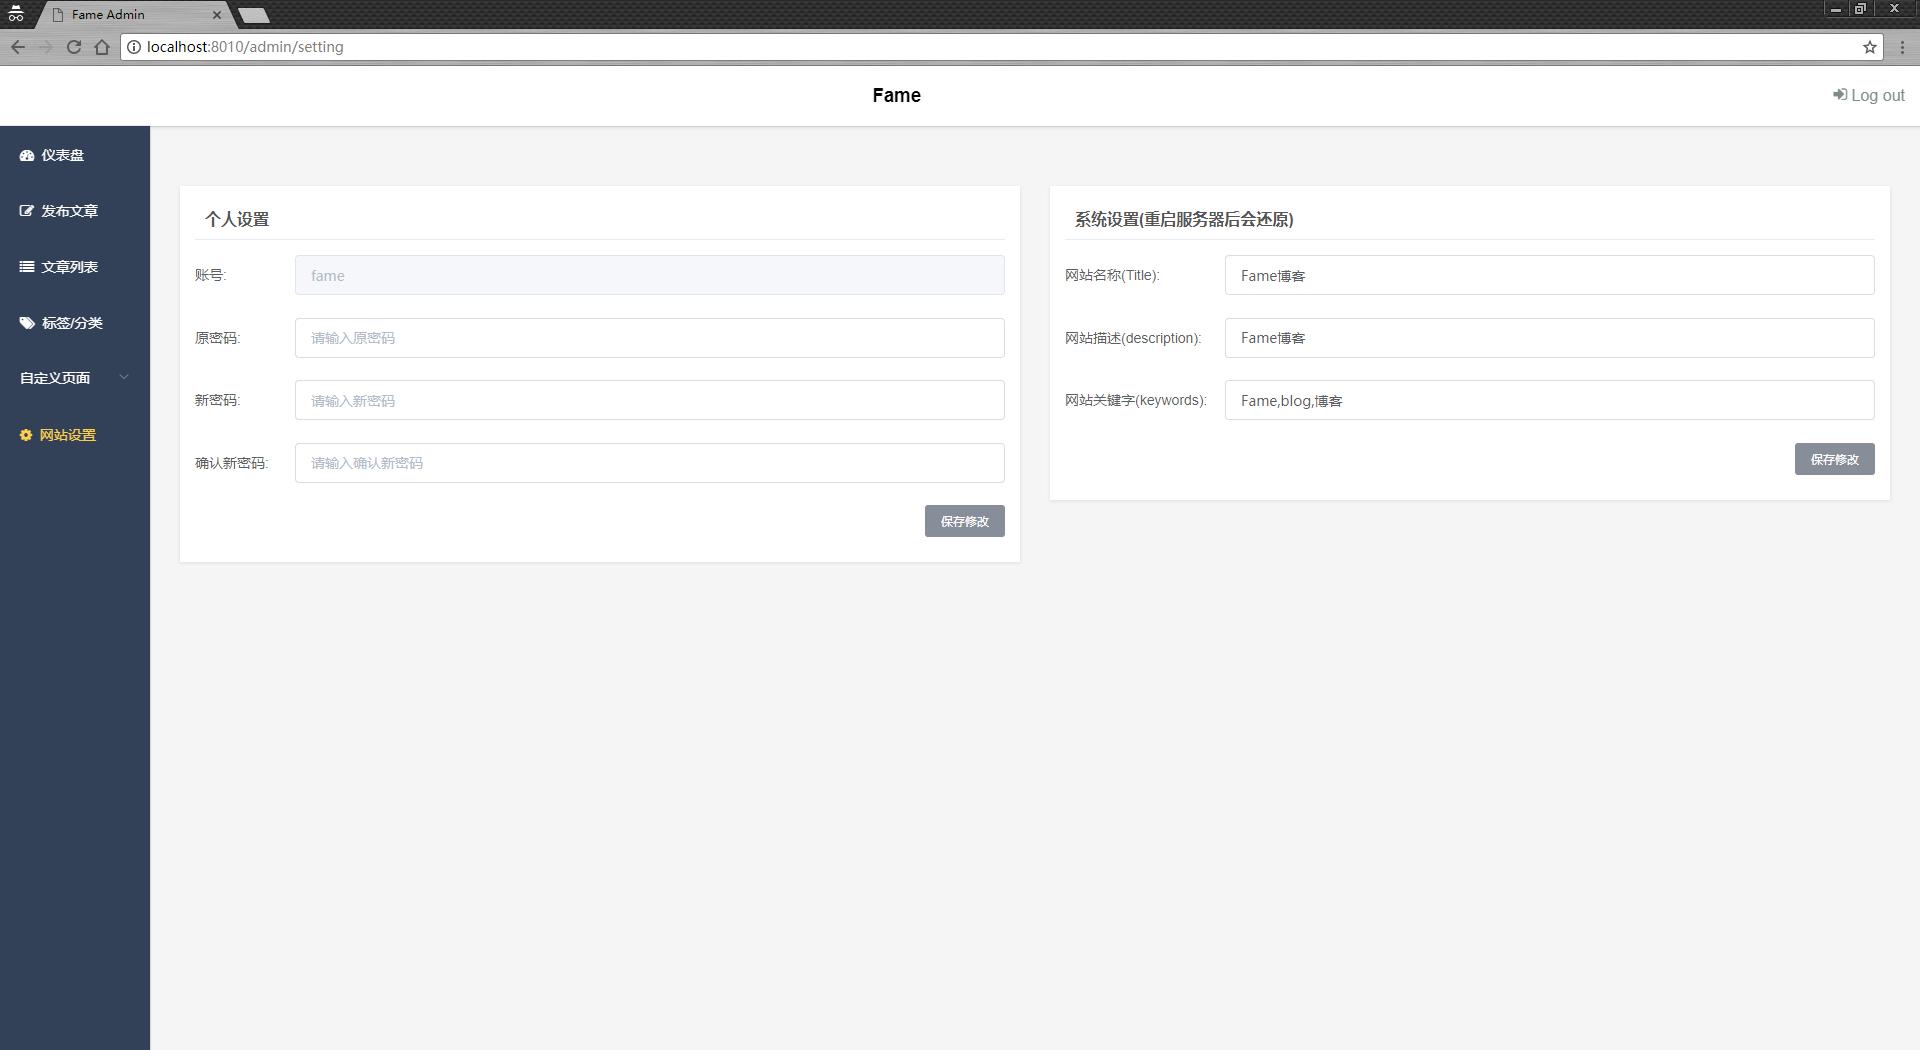 Fame Admin
localhost:8010/admin/setting
Fame
Log out
仪表盘
发布文章
文章列表
标签/分类
自定义页面
网站设置
个人设置
账号:
fame
原密码:
请输入原密码
新密码:
请输入新密码
确认新密码:
请输入确认新密码
保存修改
系统设置(重启服务器后会还原)
网站名称(Title):
Fame博客
网站描述(description):
Fame博客
网站关键字(keywords):
Fame,blog,博客
保存修改